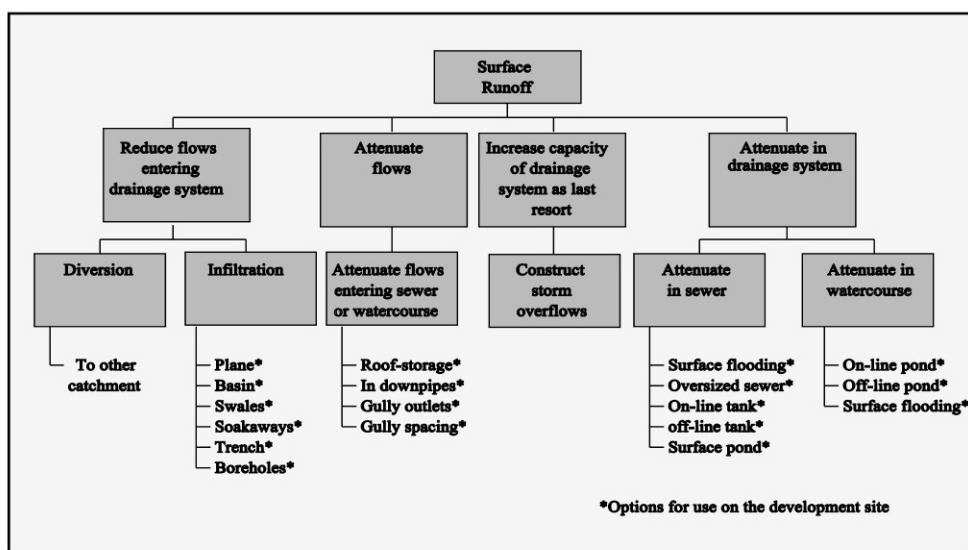 Surface
Runoff
Reduce flows
entering
drainage system
Attenuate
flows
Increase capacity
of drainage
system as last
resort
Attenuate in
drainage system
Diversion
Infiltration
Attenuate flows
entering sewer
or watercourse
Construct
storm
overflows
Attenuate
in sewer
Attenuate in
watercourse
To other
catchment
Plane*
Basin*
Swales*
Soakaways*
Trench*
Boreholes*
Roof-storage*
In downpipes*
Gully outlets*
Gully spacing*
Surface flooding*
Oversized sewer*
On-line tank*
off-line tank*
Surface pond*
On-line pond*
Off-line pond*
Surface flooding*
*Options for use on the development site